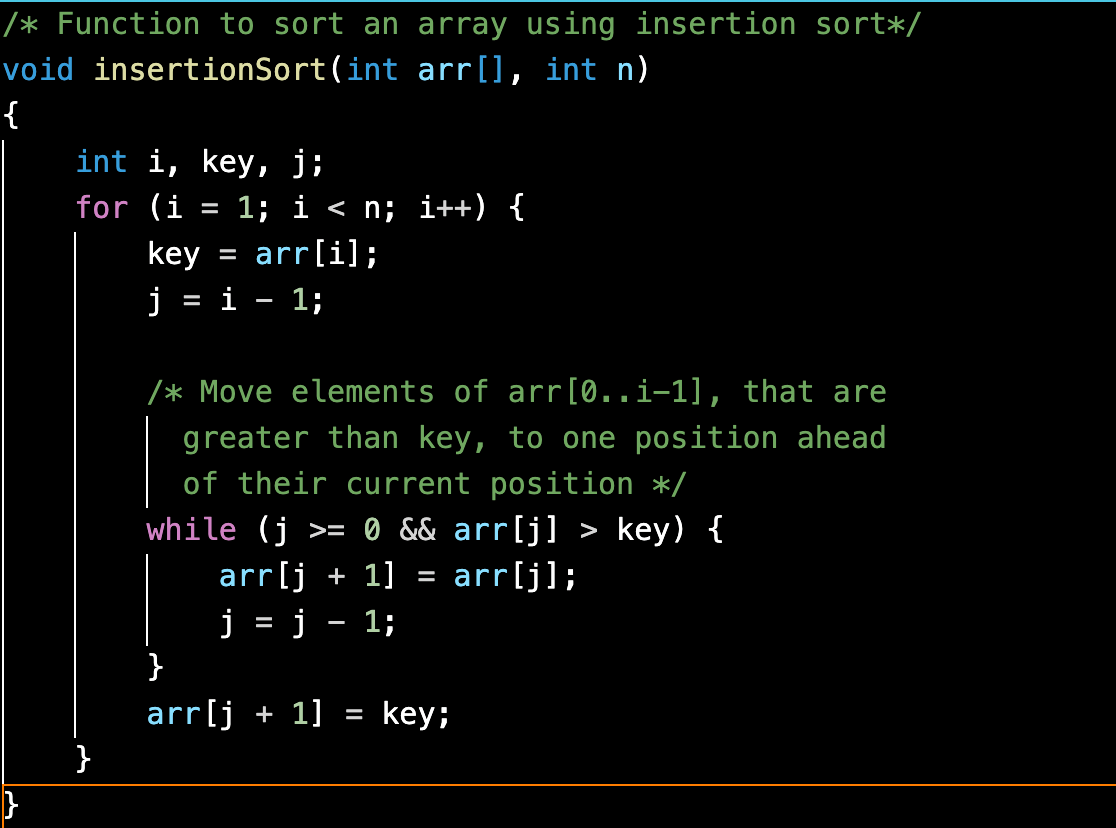 /* Function to sort an array using insertion sort*/
void insertionSort(int arr[], int n)
{
    int i, key, j;
    for (i = 1; i < n; i++) {
        key = arr[i];
        j = i - 1;

        /* Move elements of arr[0..i-1], that are
          greater than key, to one position ahead
          of their current position */
        while (j >= 0 && arr[j] > key) {
            arr[j + 1] = arr[j];
            j = j - 1;
        }
        arr[j + 1] = key;
    }
}